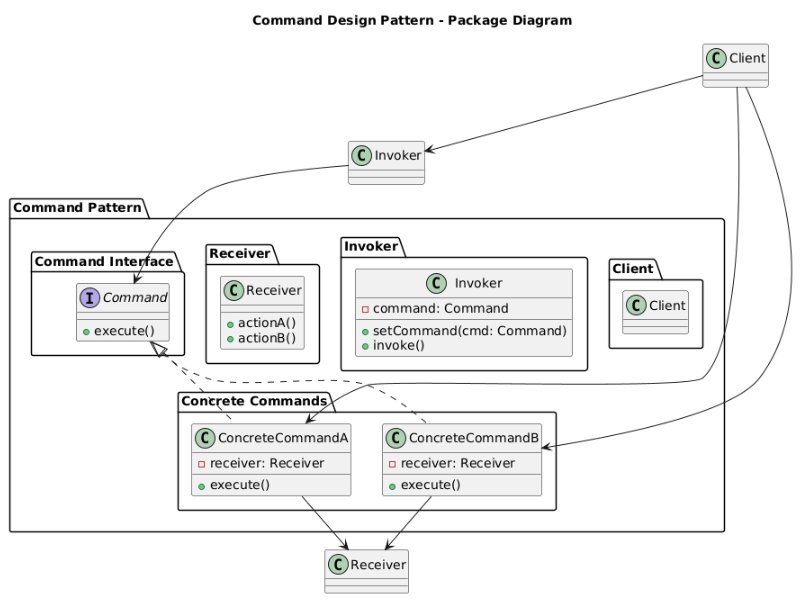 Command Design Pattern - Package Diagram
C Client
C Invoker
Command Pattern
Command Interface
I Command
execute()
Receiver
C Receiver
actionA()
actionB()
Invoker
C Invoker
command: Command
setCommand(cmd: Command)
invoke()
Client
C Client
Concrete Commands
C ConcreteCommandA
receiver: Receiver
execute()
C ConcreteCommandB
receiver: Receiver
execute()
C Receiver